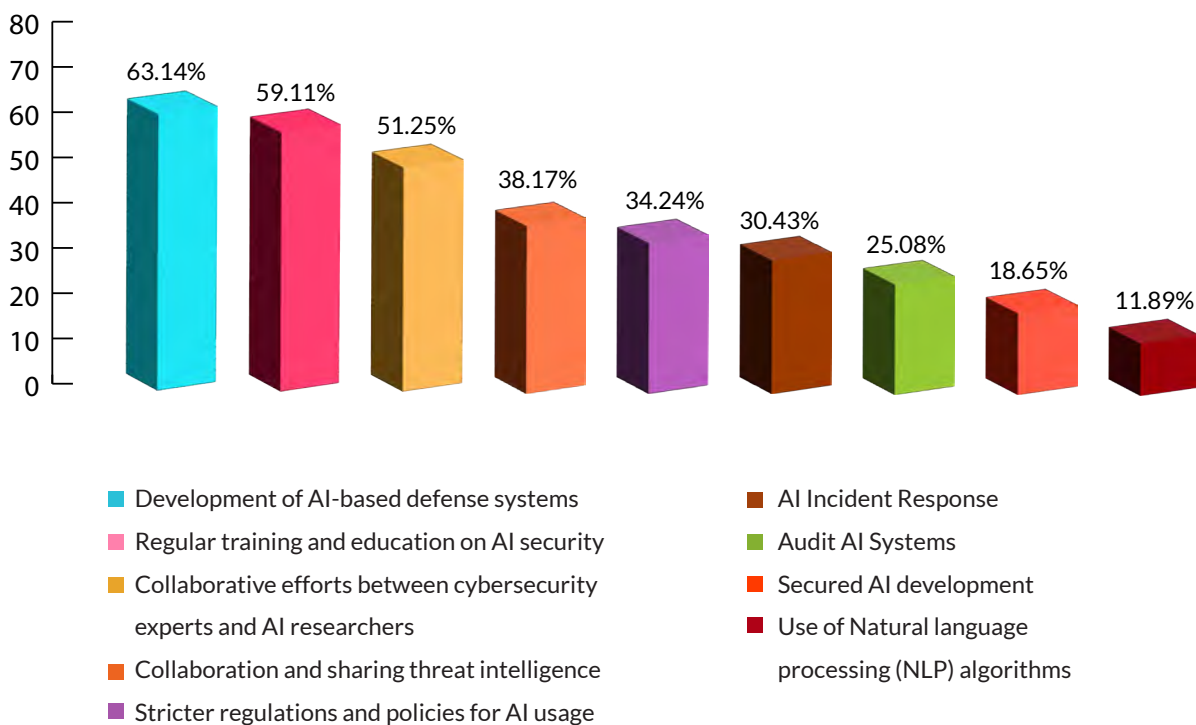 80
70
60
50
40
30
20
10
0
63.14%
59.11%
51.25%
38.17%
34.24%
30.43%
25.08%
18.65%
11.89%
Development of AI-based defense systems
Regular training and education on AI security
Collaborative efforts between cybersecurity
experts and AI researchers
Collaboration and sharing threat intelligence
Stricter regulations and policies for AI usage
AI Incident Response
Audit AI Systems
Secured AI development
Use of Natural language
processing (NLP) algorithms